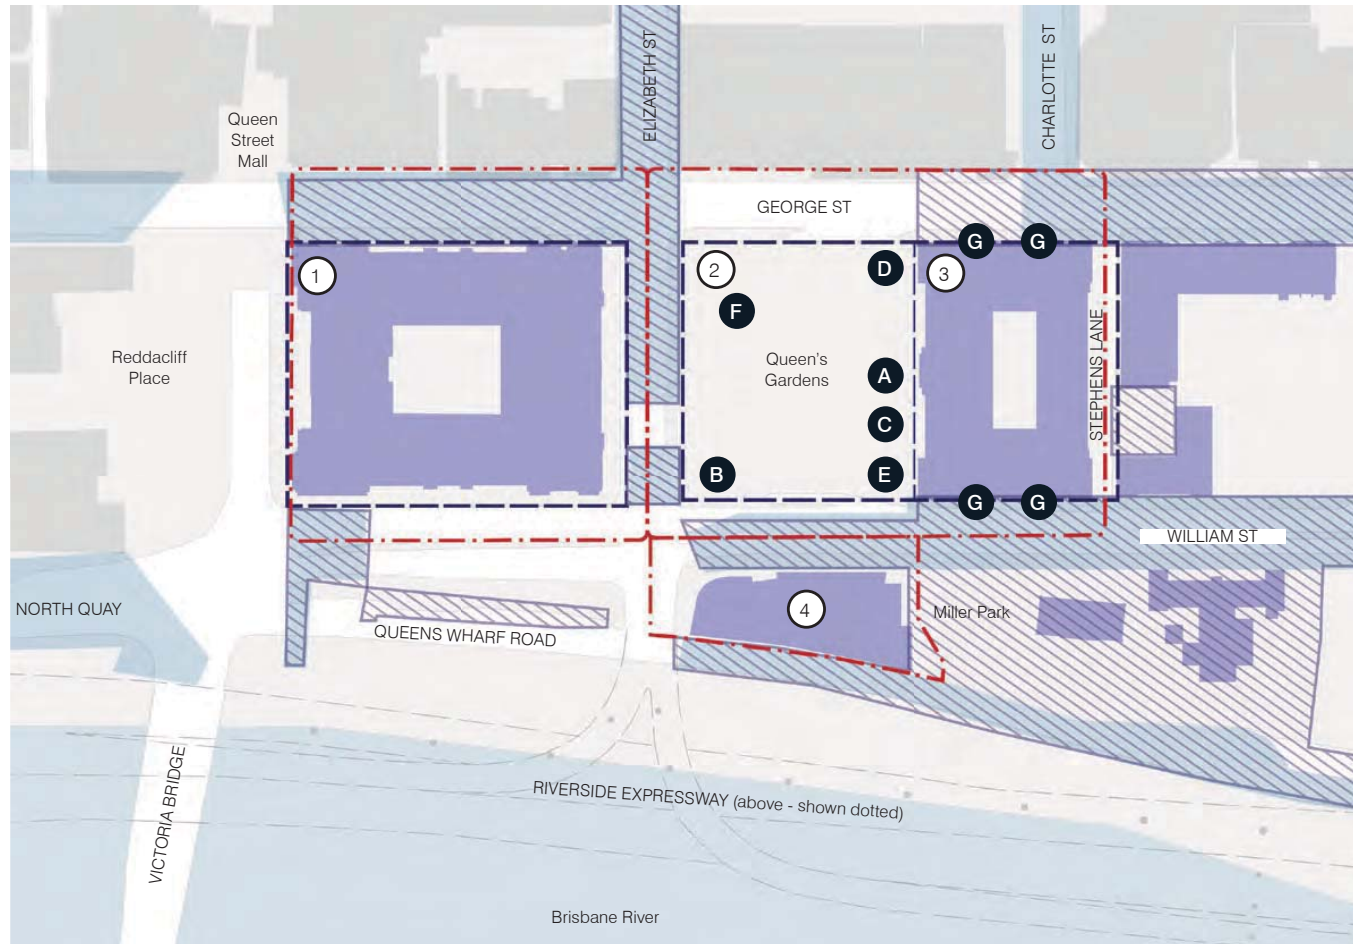 ELIZABETH ST
CHARLOTTE ST
Queen
Street
Mall
GEORGE ST
G
G
1
2
D
3
F
Reddacliff
Place
Queen's
Gardens
A
STEPHENS LANE
C
B
E
G
G
WILLIAM ST
NORTH QUAY
4
Miller Park
QUEENS WHARF ROAD
VICTORIA BRIDGE
RIVERSIDE EXPRESSWAY (above - shown dotted)
Brisbane River